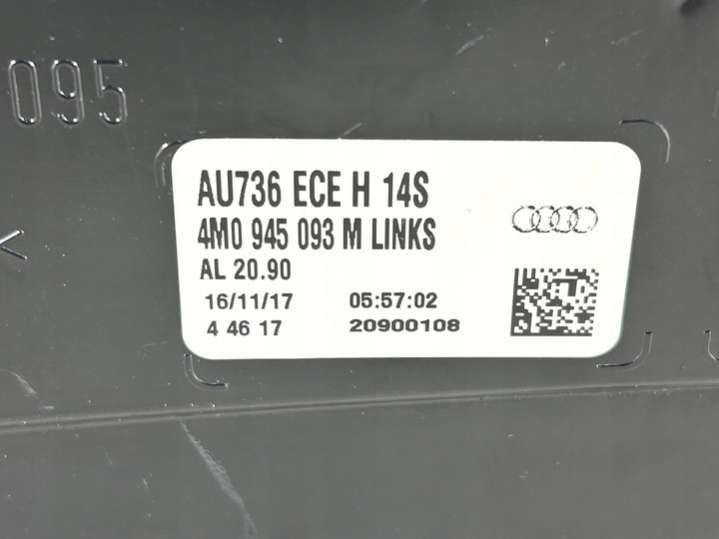 095
AU736 ECE H 14S
4M0 945 093 M LINKS
AL 20.90
16/11/17 05:57:02
4 46 17 20900108